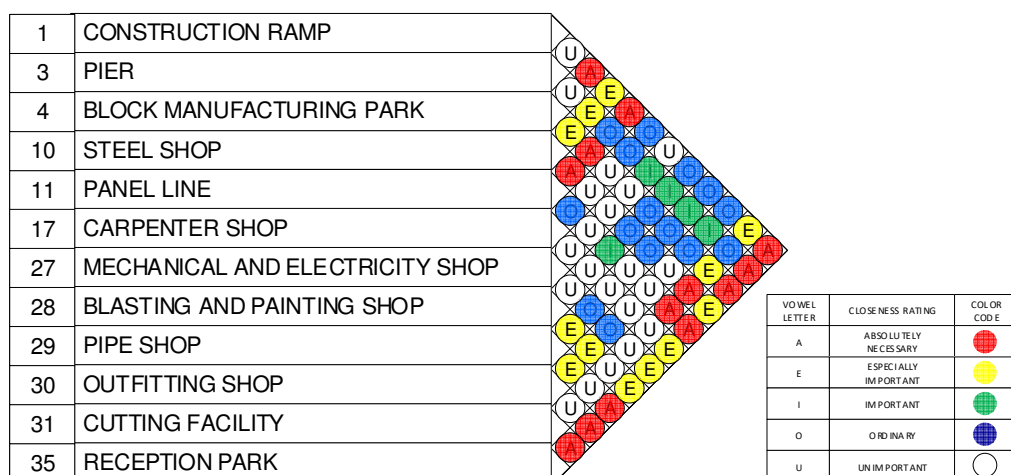 1 CONSTRUCTION RAMP
3 PIER
4 BLOCK MANUFACTURING PARK
10 STEEL SHOP
11 PANEL LINE
17 CARPENTER SHOP
27 MECHANICAL AND ELECTRICITY SHOP
28 BLASTING AND PAINTING SHOP
29 PIPE SHOP
30 OUTFITTING SHOP
31 CUTTING FACILITY
35 RECEPTION PARK
U
A
U E
E A
E O O
A O U
A U I O
U U I O
O U O I O
U O O I E
U O O O A
U U U E A
U U U A A
O U A E
E O U A
E U E
E U E
U E
U A
A
A
VOWEL LETTER CLOSENESS RATING COLOR CODE
A ABSOLUTELY NECESSARY
E ESPECIALLY IMPORTANT
I IMPORTANT
O ORDINARY
U UNIMPORTANT